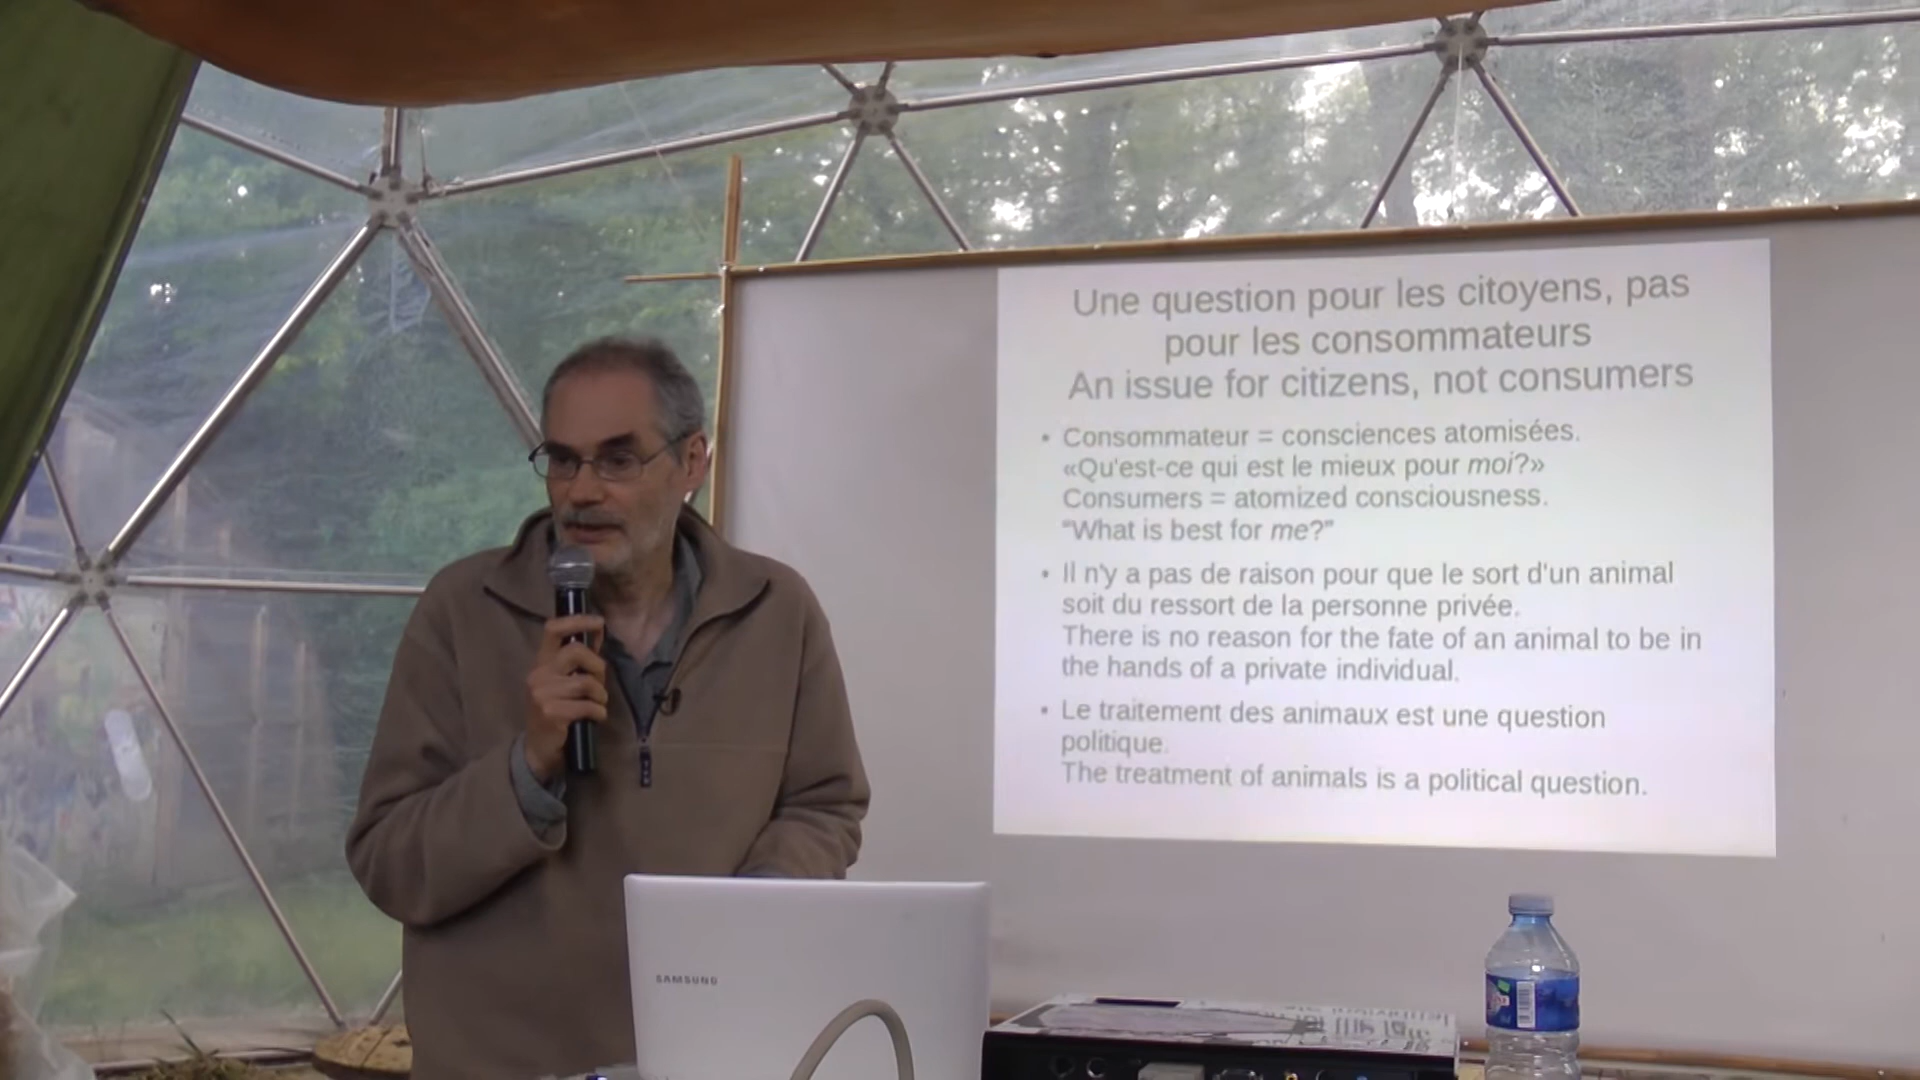 Une question pour les citoyens, pas
pour les consommateurs
An issue for citizens, not consumers
• Consommateur = consciences atomisées.
«Qu'est-ce qui est le mieux pour moi?»
Consumers = atomized consciousness.
"What is best for me?"
• Il n'y a pas de raison pour que le sort d'un animal
soit du ressort de la personne privée.
There is no reason for the fate of an animal to be in
the hands of a private individual.
• Le traitement des animaux est une question
politique.
The treatment of animals is a political question.
SAMSUNG